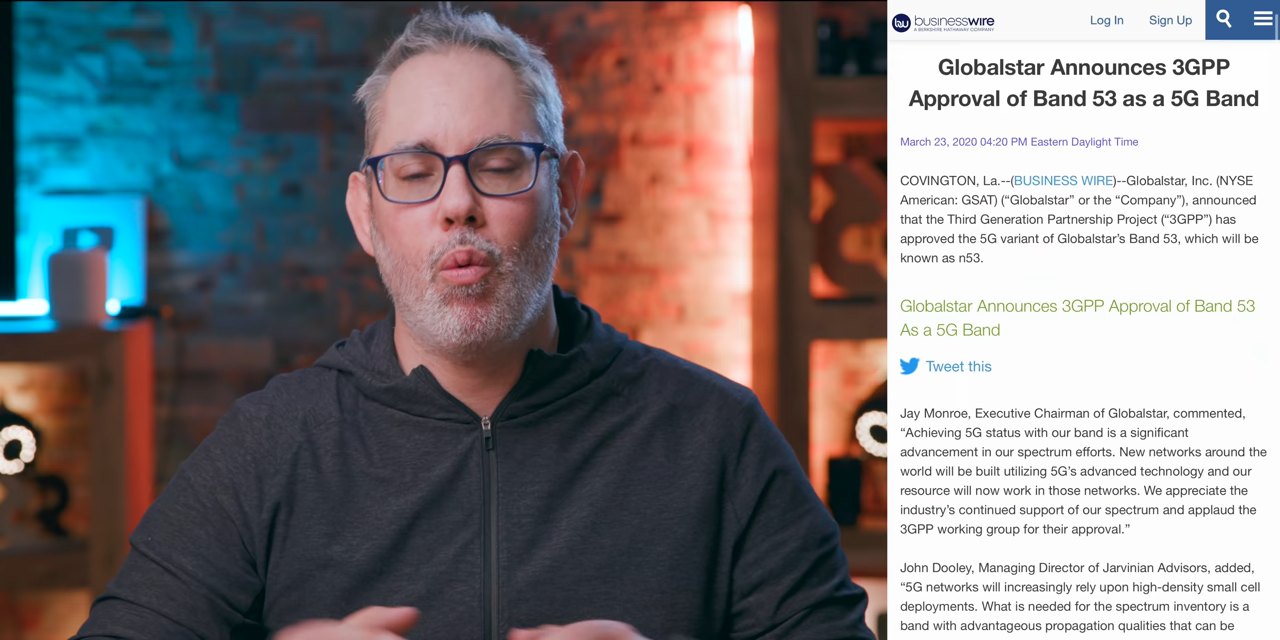 businesswire
A BERKSHIRE HATHAWAY COMPANY
Log In
Sign Up
Globalstar Announces 3GPP
Approval of Band 53 as a 5G Band
March 23, 2020 04:20 PM Eastern Daylight Time
COVINGTON, La.--(BUSINESS WIRE)--Globalstar, Inc. (NYSE
American: GSAT) (“Globalstar” or the “Company”), announced
that the Third Generation Partnership Project (“3GPP”) has
approved the 5G variant of Globalstar’s Band 53, which will be
known as n53.
Globalstar Announces 3GPP Approval of Band 53
As a 5G Band
Tweet this
Jay Monroe, Executive Chairman of Globalstar, commented,
“Achieving 5G status with our band is a significant
advancement in our spectrum efforts. New networks around the
world will be built utilizing 5G’s advanced technology and our
resource will now work in those networks. We appreciate the
industry’s continued support of our spectrum and applaud the
3GPP working group for their approval.”
John Dooley, Managing Director of Jarvinian Advisors, added,
“5G networks will increasingly rely upon high-density small cell
deployments. What is needed for the spectrum inventory is a
band with advantageous propagation qualities that can be